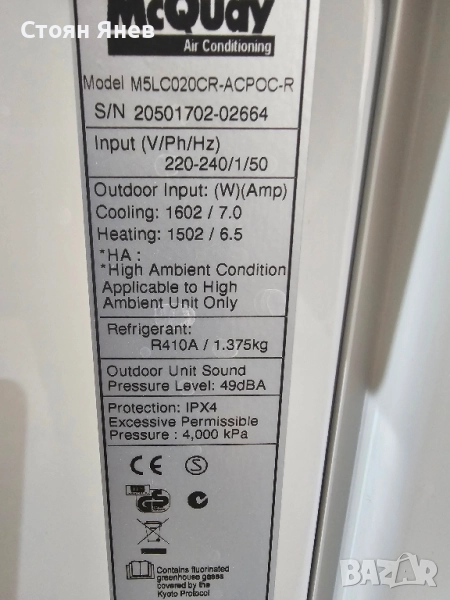 Стоян Янев
McQuay
Air Conditioning
Model M5LC020CR-ACPOC-R
S/N 20501702-02664
Input (V/Ph/Hz)
220-240/1/50
Outdoor Input: (W)(Amp)
Cooling: 1602 / 7.0
Heating: 1502 / 6.5
*HA :
*High Ambient Condition
Applicable to High
Ambient Unit Only
Refrigerant:
R410A / 1.375kg
Outdoor Unit Sound
Pressure Level: 49dBA
Protection: IPX4
Excessive Permissible
Pressure : 4,000 kPa
CE S
GS
Contains fluorinated
greenhouse gases
covered by the
Kyoto Protocol
bazar.bg